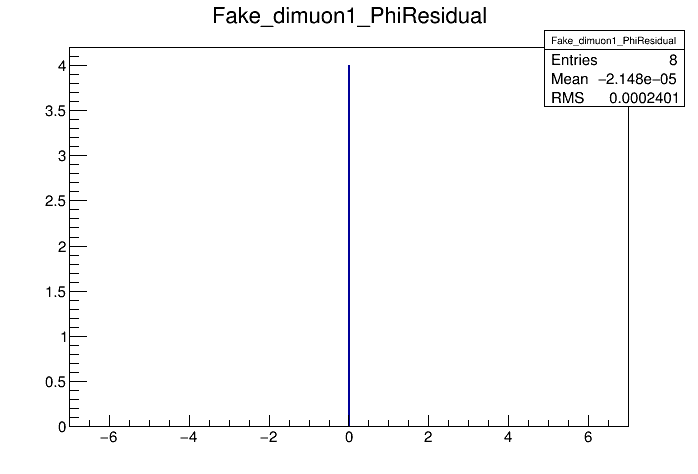 Fake_dimuon1_PhiResidual
Fake_dimuon1_PhiResidual
Entries 8
Mean −2.148e−05
RMS 0.0002401
4
3.5
3
2.5
2
1.5
1
0.5
0
−6 −4 −2 0 2 4 6